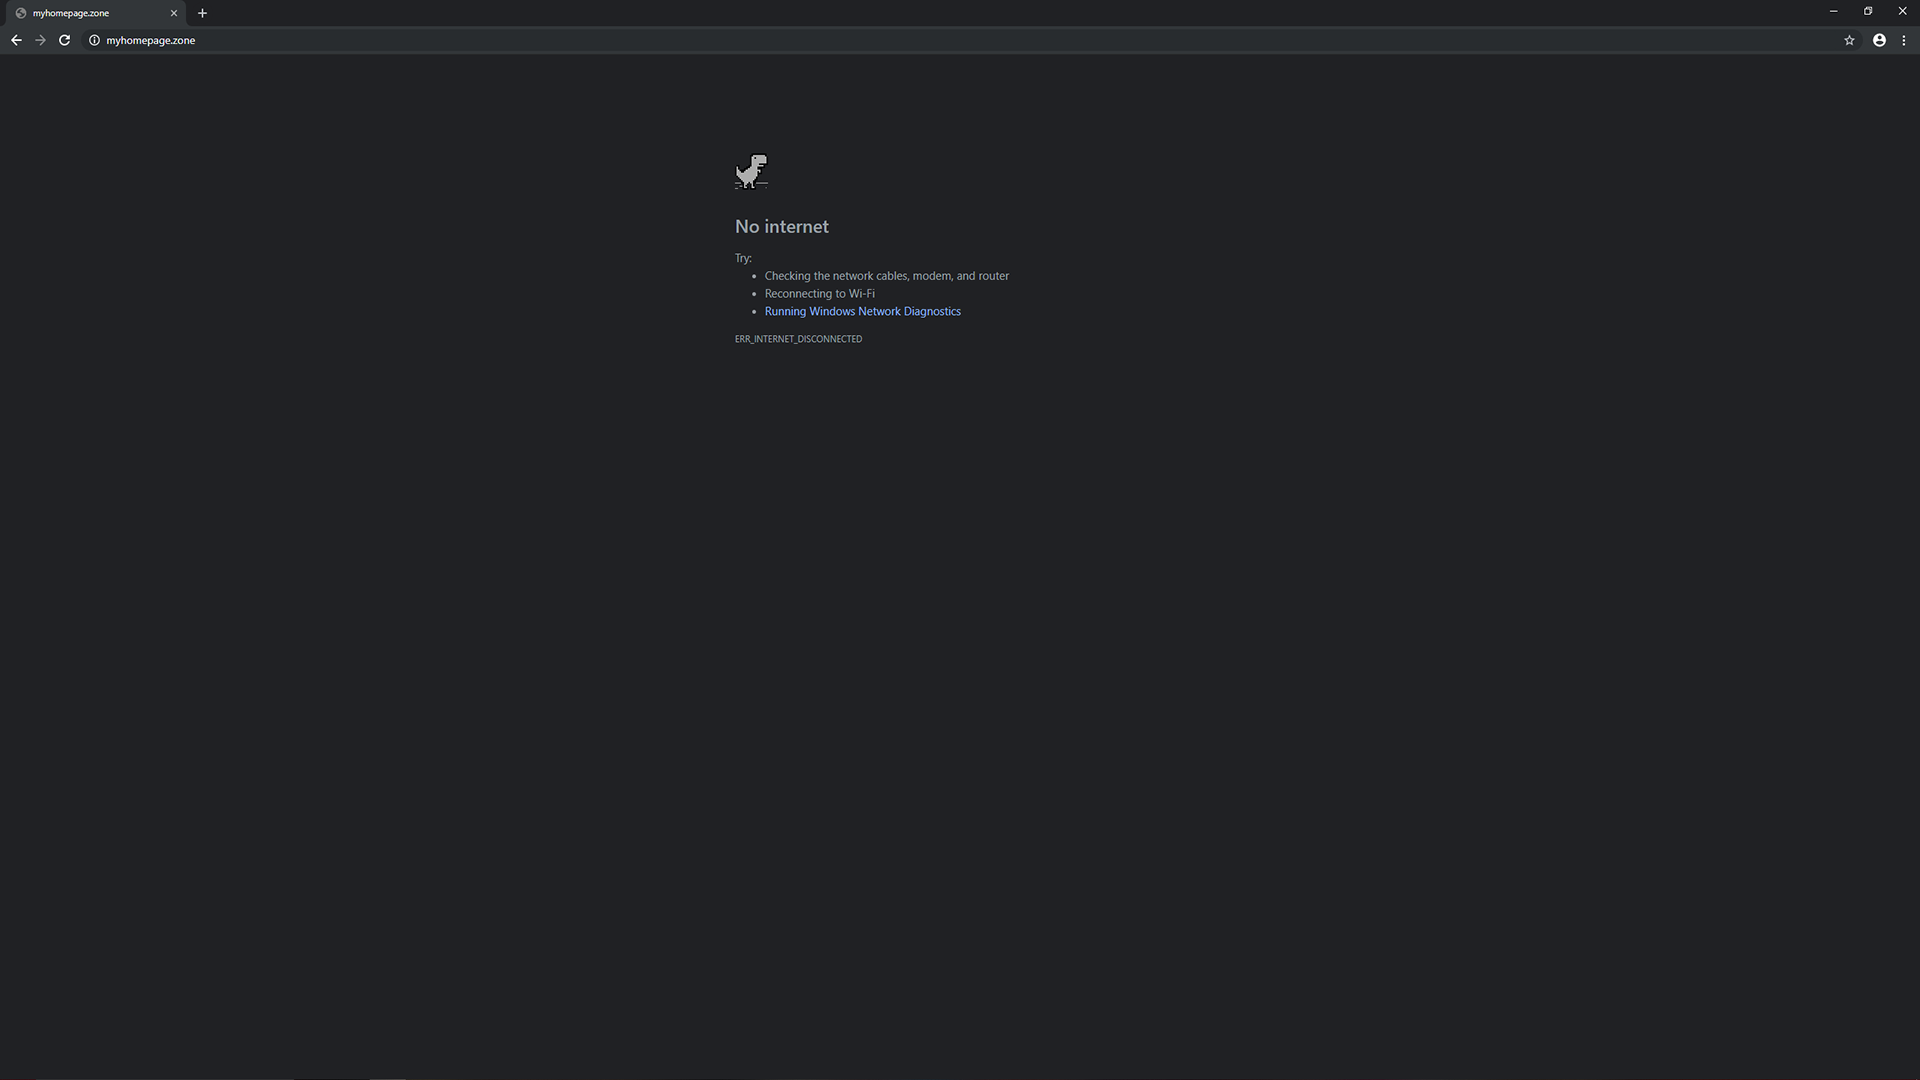 myhomepage.zone
myhomepage.zone
No internet
Try:
• Checking the network cables, modem, and router
• Reconnecting to Wi-Fi
• Running Windows Network Diagnostics
ERR_INTERNET_DISCONNECTED